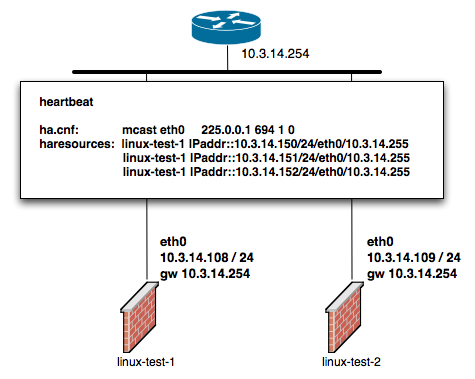 10.3.14.254
heartbeat
ha.cnf: mcast eth0 225.0.0.1 694 1 0
haresources: linux-test-1 IPaddr::10.3.14.150/24/eth0/10.3.14.255
linux-test-1 IPaddr::10.3.14.151/24/eth0/10.3.14.255
linux-test-1 IPaddr::10.3.14.152/24/eth0/10.3.14.255
eth0
10.3.14.108 / 24
gw 10.3.14.254
eth0
10.3.14.109 / 24
gw 10.3.14.254
linux-test-1
linux-test-2